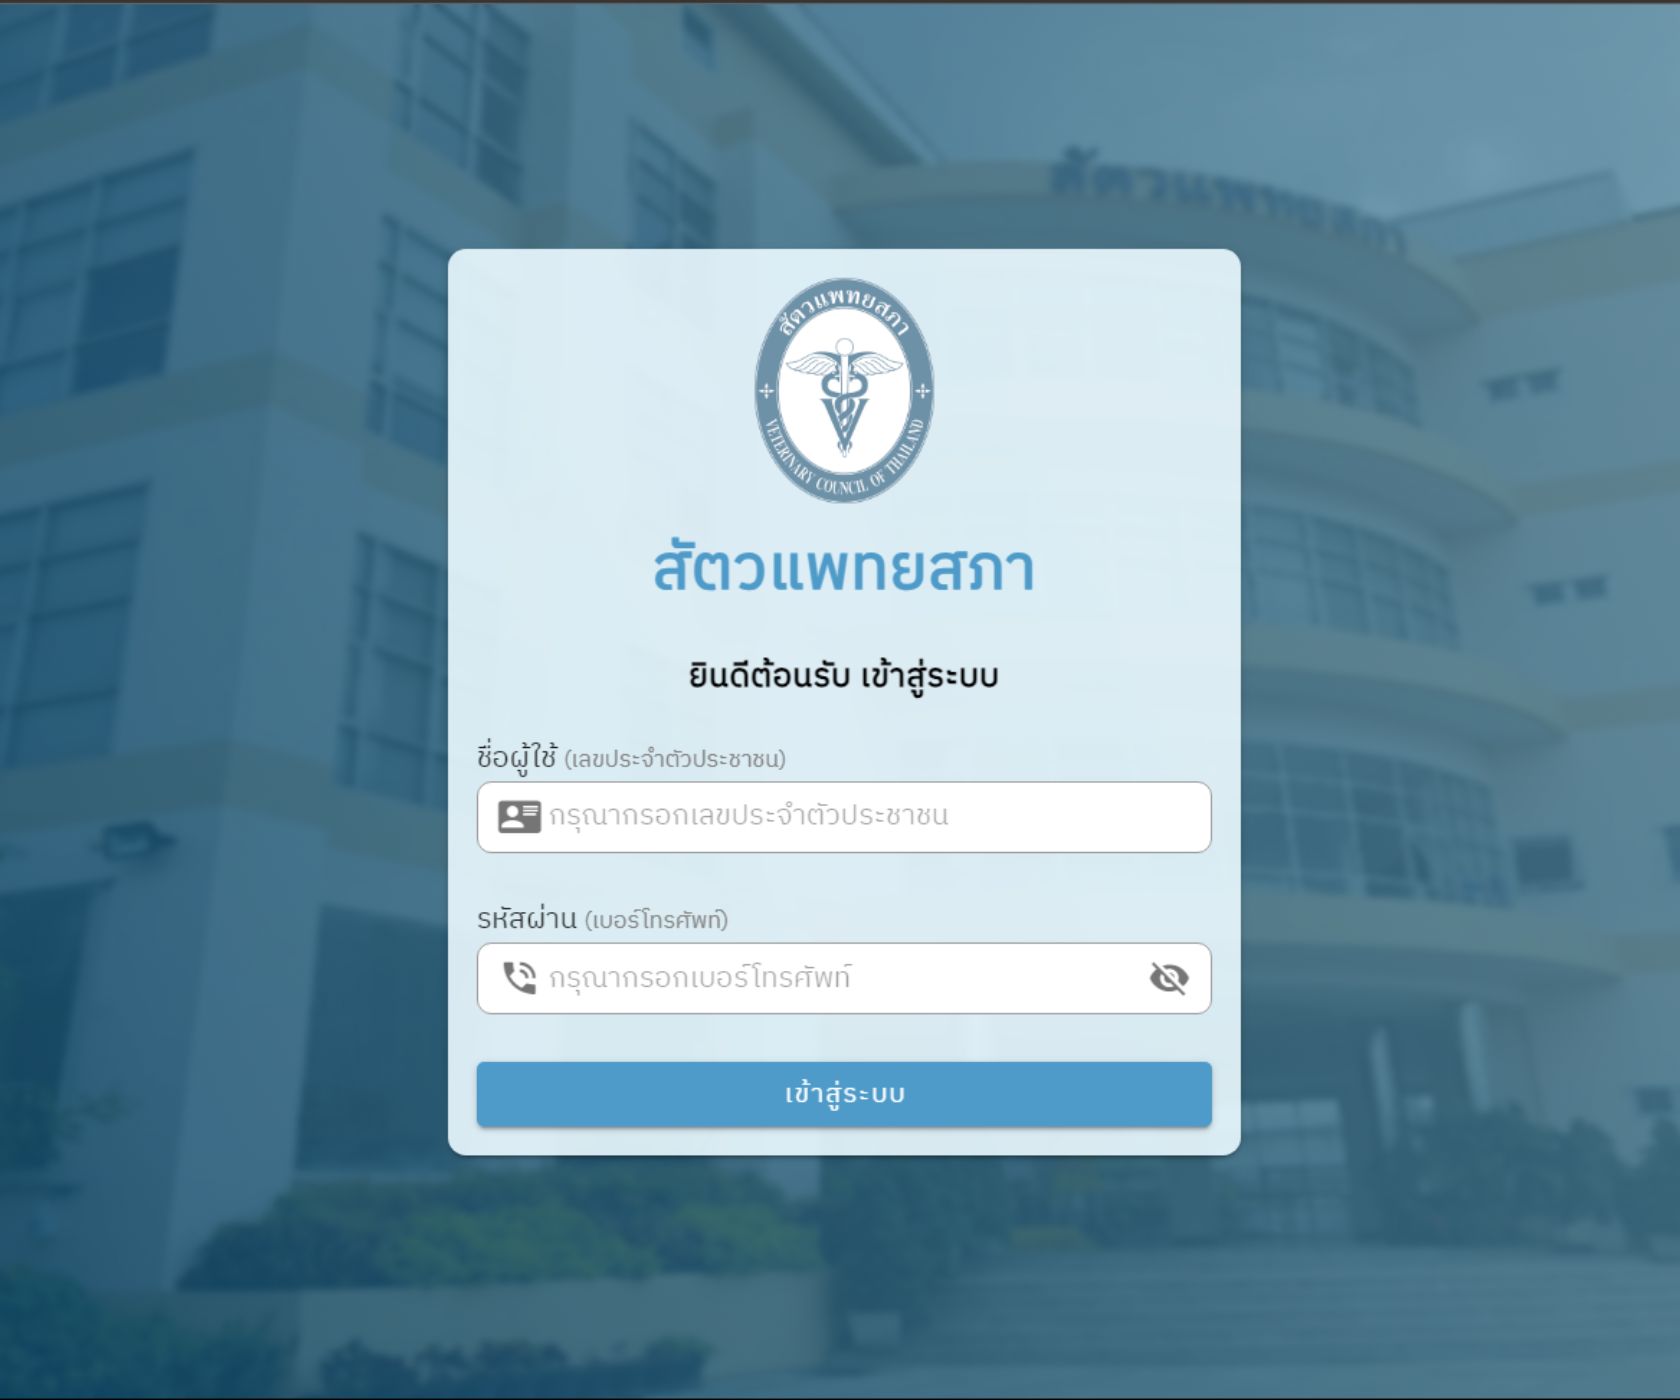 สัตวแพทยสภา
สัตวแพทยสภา
VETERINARY COUNCIL OF THAILAND
สัตวแพทยสภา
ยินดีต้อนรับ เข้าสู่ระบบ
ชื่อผู้ใช้ (เลขประจำตัวประชาชน)
กรุณากรอกเลขประจำตัวประชาชน
รหัสผ่าน (เบอร์โทรศัพท์)
กรุณากรอกเบอร์โทรศัพท์
เข้าสู่ระบบ